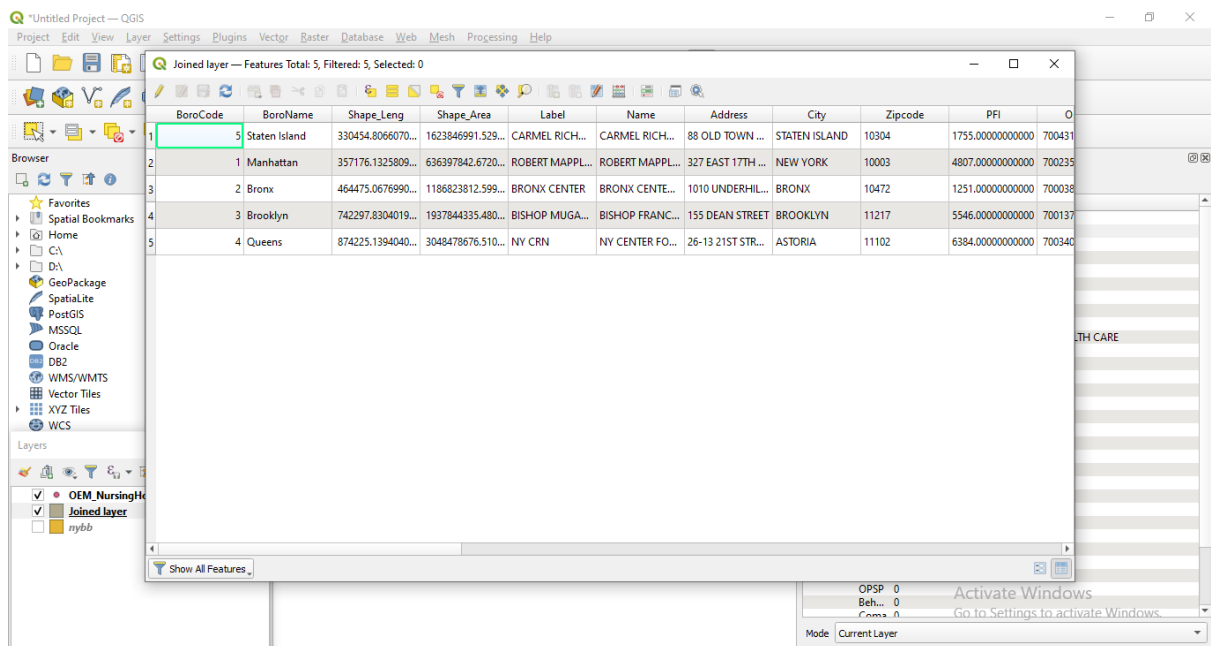 *Untitled Project — QGIS
Project Edit View Layer Settings Plugins Vector Raster Database Web Mesh Processing Help
Joined layer — Features Total: 5, Filtered: 5, Selected: 0
BoroCode BoroName Shape_Leng Shape_Area Label Name Address City Zipcode PFI O
1 5 Staten Island 330454.8066070... 1623846991.529... CARMEL RICH... CARMEL RICH... 88 OLD TOWN ... STATEN ISLAND 10304 1755.00000000000 700431
2 1 Manhattan 357176.1325809... 636397842.6720... ROBERT MAPPL... ROBERT MAPPL... 327 EAST 17TH ... NEW YORK 10003 4807.00000000000 700235
3 2 Bronx 464475.0676990... 1186823812.599... BRONX CENTER BRONX CENTE... 1010 UNDERHIL... BRONX 10472 1251.00000000000 700038
4 3 Brooklyn 742297.8304019... 1937844335.480... BISHOP MUGA... BISHOP FRANC... 155 DEAN STREET BROOKLYN 11217 5546.00000000000 700137
5 4 Queens 874225.1394040... 3048478676.510... NY CRN NY CENTER FO... 26-13 21ST STR... ASTORIA 11102 6384.00000000000 700340
Browser
Favorites
Spatial Bookmarks
Home
C:\
D:\
GeoPackage
SpatiaLite
PostGIS
MSSQL
Oracle
DB2
WMS/WMTS
Vector Tiles
XYZ Tiles
WCS
LTH CARE
Layers
OEM_NursingHo
Joined layer
nybb
Show All Features
OPSP 0
Beh... 0
Coma 0
Activate Windows
Go to Settings to activate Windows.
Mode Current Layer